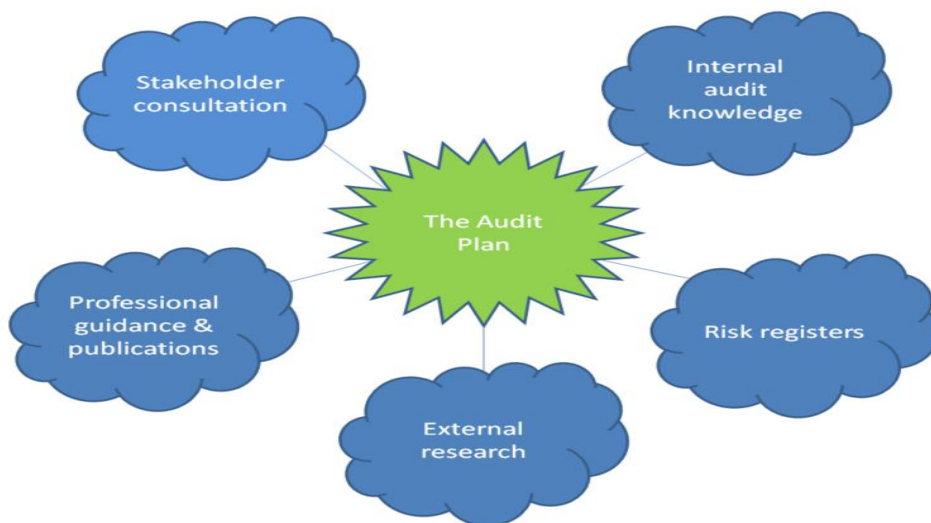 Stakeholder
consultation
Internal
audit
knowledge
The Audit
Plan
Professional
guidance &
publications
Risk registers
External
research